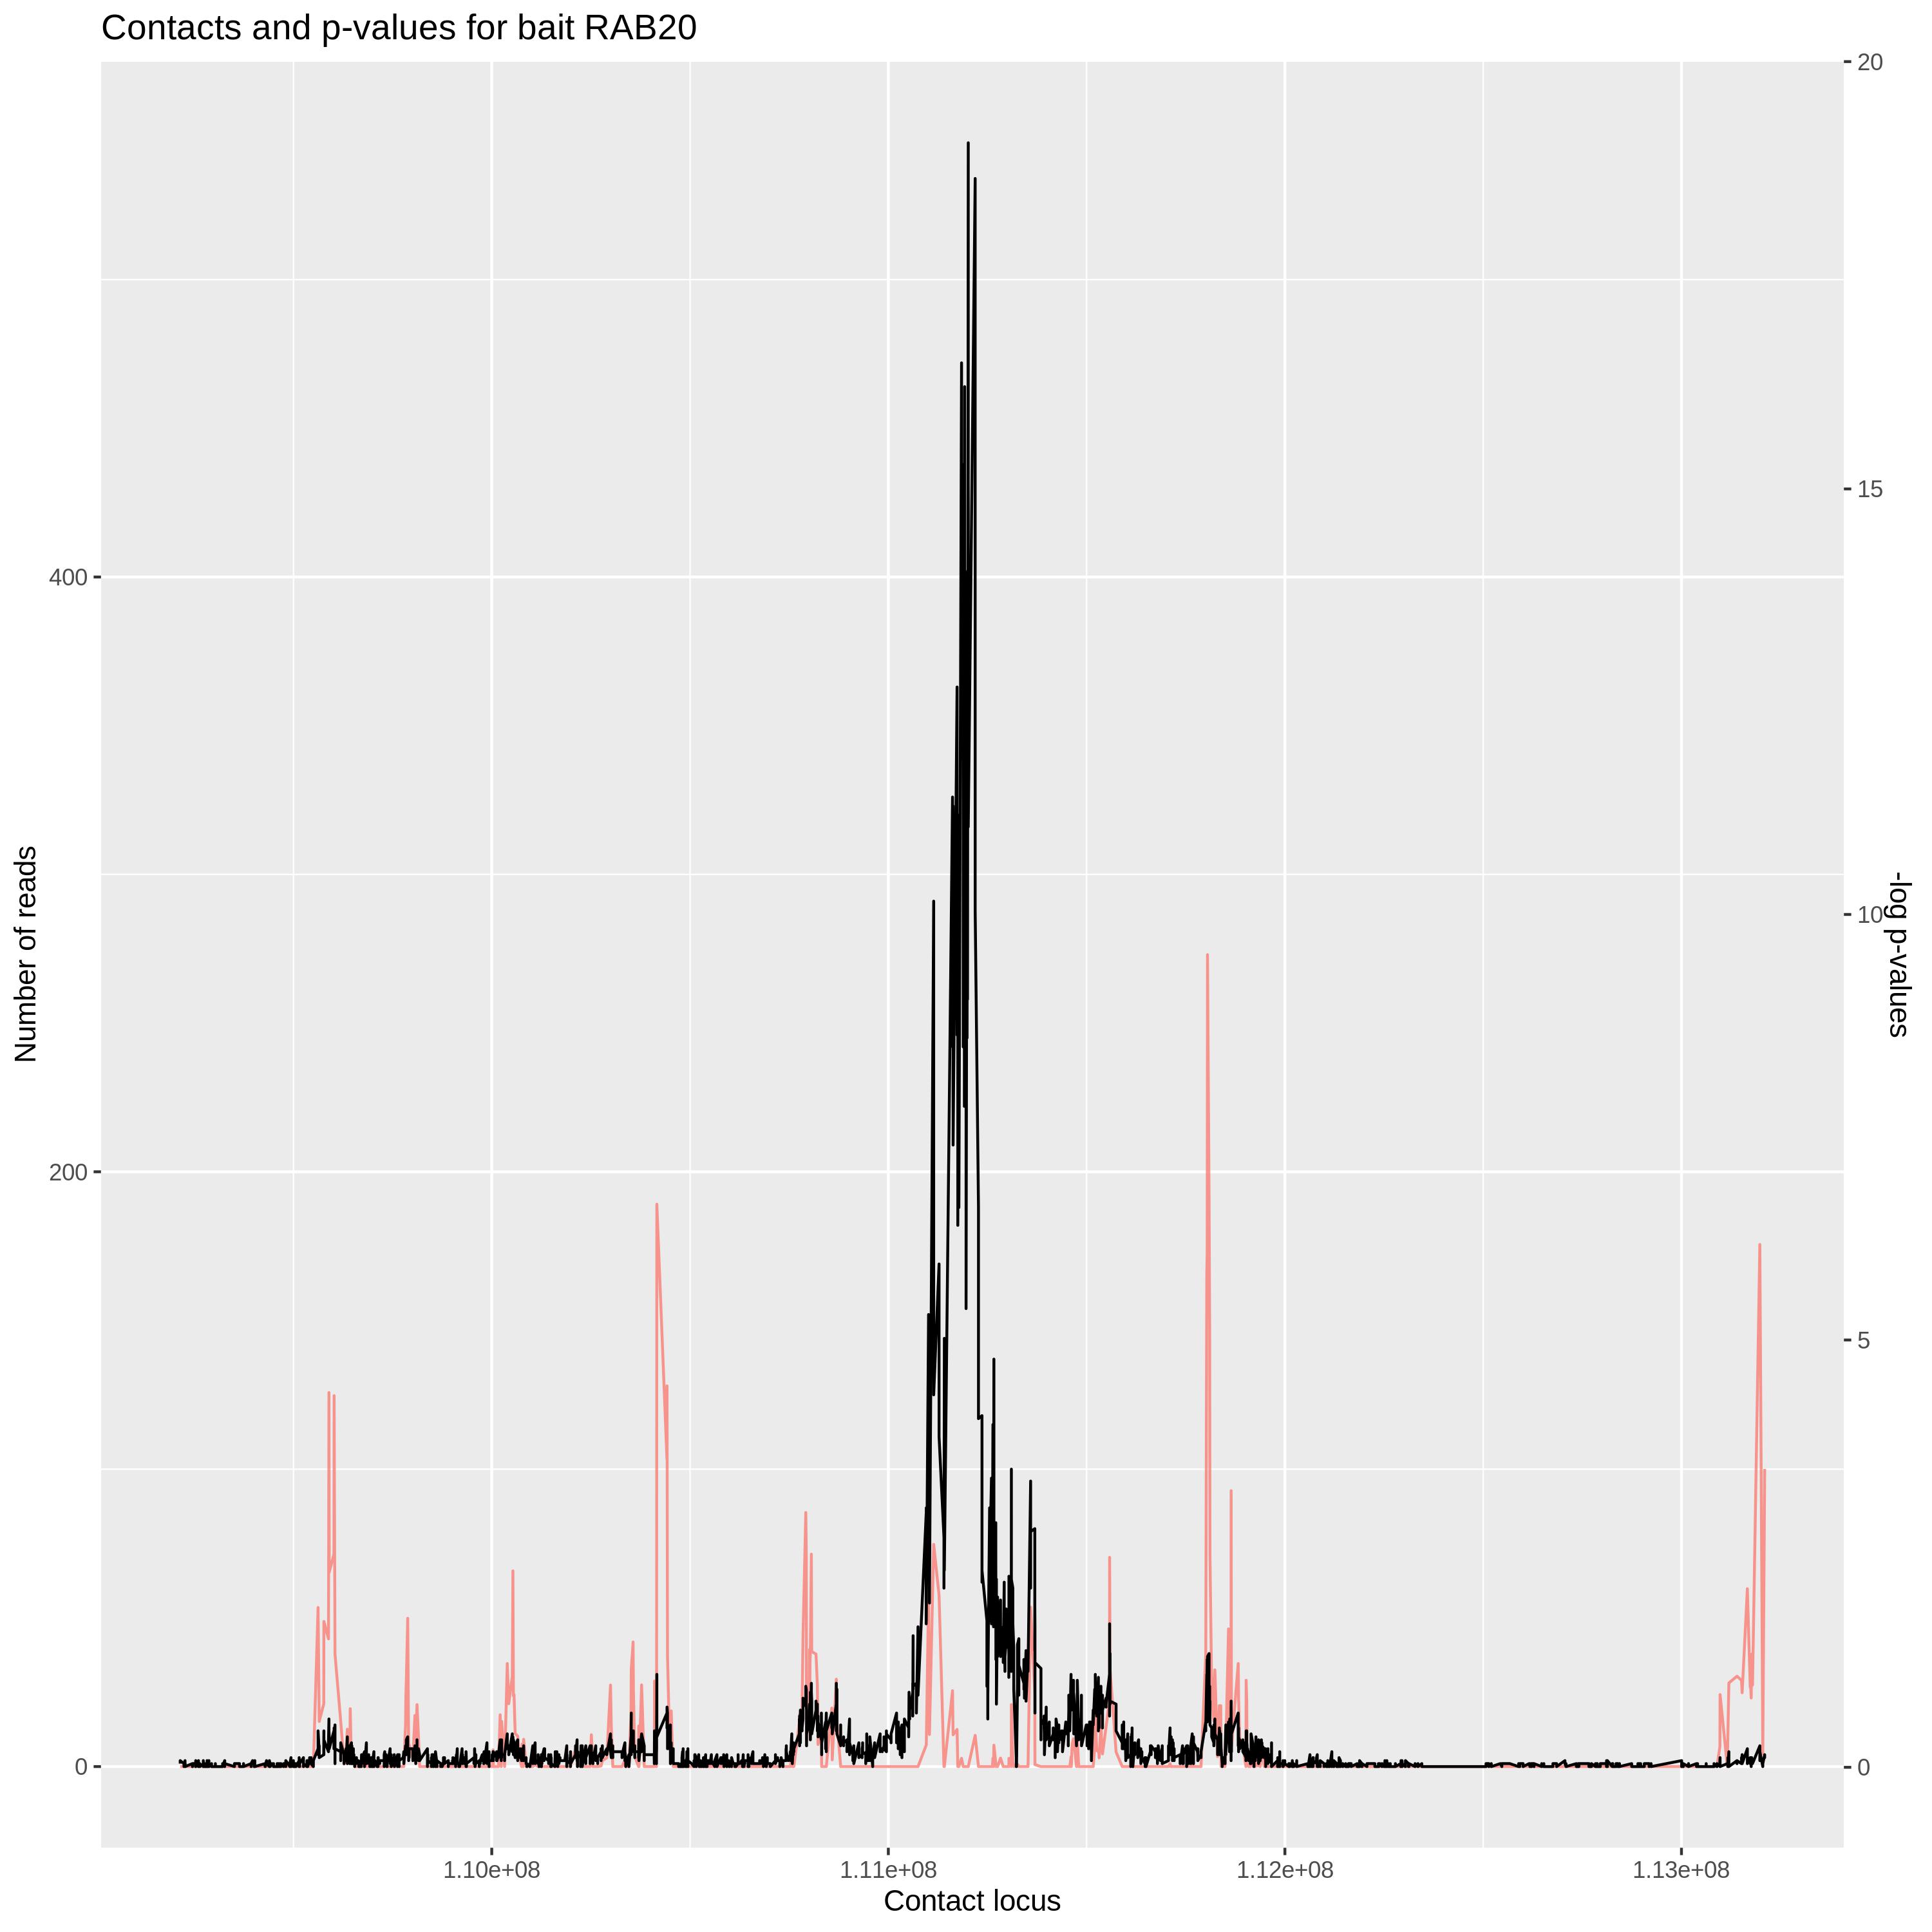 Contacts and p-values for bait RAB20
Number of reads
400
200
0
20
15
10
5
0
-log p-values
1.10e+08
1.11e+08
1.12e+08
1.13e+08
Contact locus